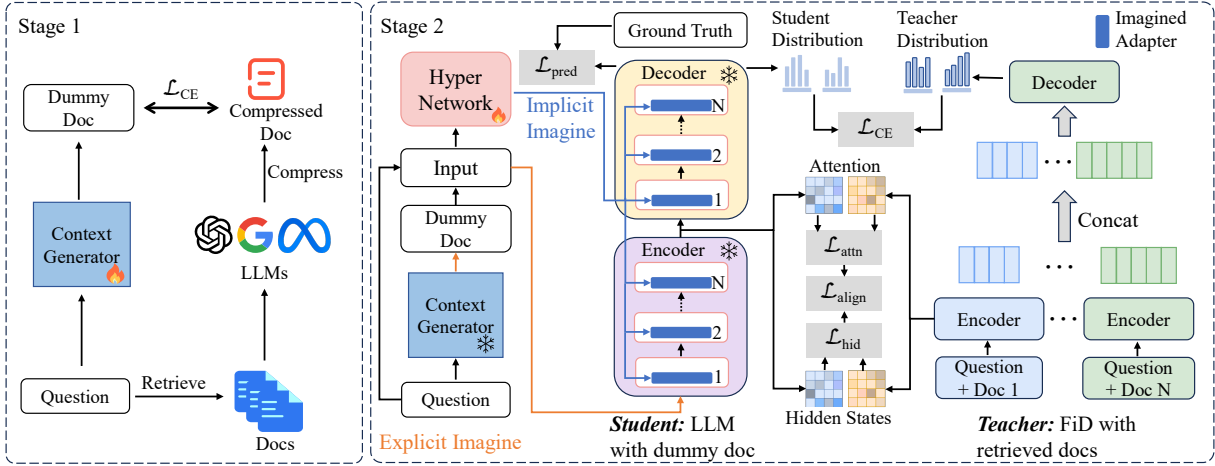 Stage 1
Dummy
Doc
ℒCE
Compressed
Doc
Compress
Context
Generator
LLMs
Question
Retrieve
Docs
Stage 2
Hyper
Network
Input
Dummy
Doc
Context
Generator
Question
Explicit Imagine
Implicit
Imagine
Ground Truth
ℒpred
Decoder
N
2
1
Encoder
N
2
1
Student: LLM
with dummy doc
Student
Distribution
Teacher
Distribution
Imagined
Adapter
ℒCE
Attention
ℒattn
ℒalign
ℒhid
Hidden States
Decoder
Concat
Encoder
Encoder
Question
+ Doc 1
Question
+ Doc N
Teacher: FiD with
retrieved docs